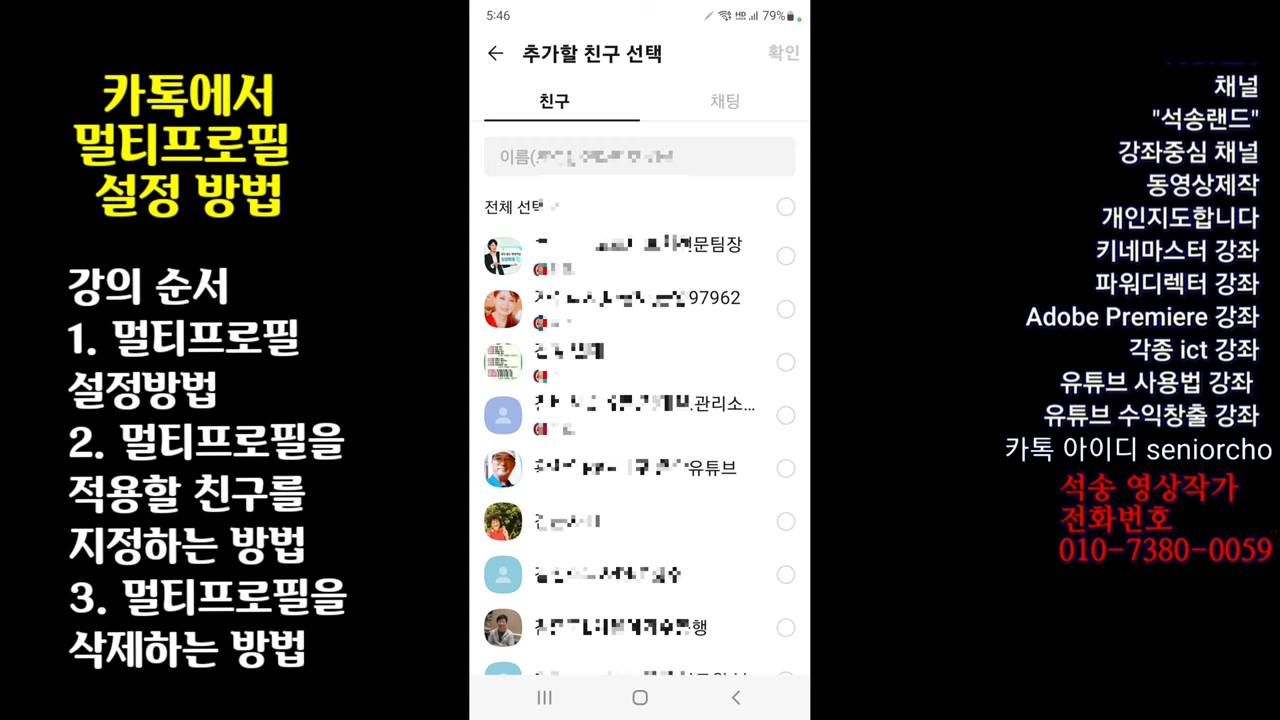 카톡에서
멀티프로필
설정 방법
강의 순서
1. 멀티프로필
설정방법
2. 멀티프로필을
적용할 친구를
지정하는 방법
3. 멀티프로필을
삭제하는 방법
5:46
79%
추가할 친구 선택
확인
친구
채팅
이름(
전체 선택
문팀장
97962
.관리소...
유튜브
행
채널
"석송랜드"
강좌중심 채널
동영상제작
개인지도합니다
키네마스터 강좌
파워디렉터 강좌
Adobe Premiere 강좌
각종 ict 강좌
유튜브 사용법 강좌
유튜브 수익창출 강좌
카톡 아이디 seniorcho
석송 영상작가
전화번호
010-7380-0059